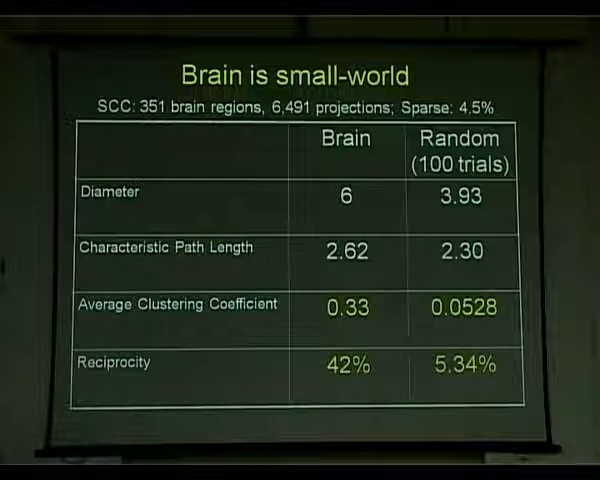 Brain is small-world
SCC: 351 brain regions, 6,491 projections; Sparse: 4.5%
Brain Random
(100 trials)
Diameter 6 3.93
Characteristic Path Length 2.62 2.30
Average Clustering Coefficient 0.33 0.0528
Reciprocity 42% 5.34%